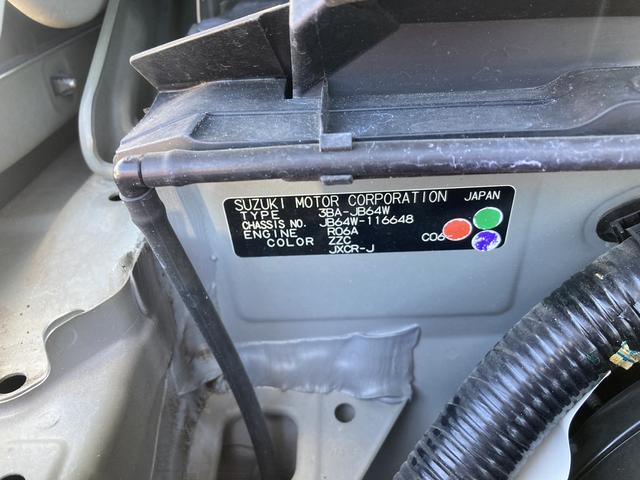 SUZUKI MOTOR CORPORATION JAPAN
TYPE 3BA-JB64W
CHASSIS NO. JB64W-116648
ENGINE R06A
COLOR ZZC C06
JXCR-J